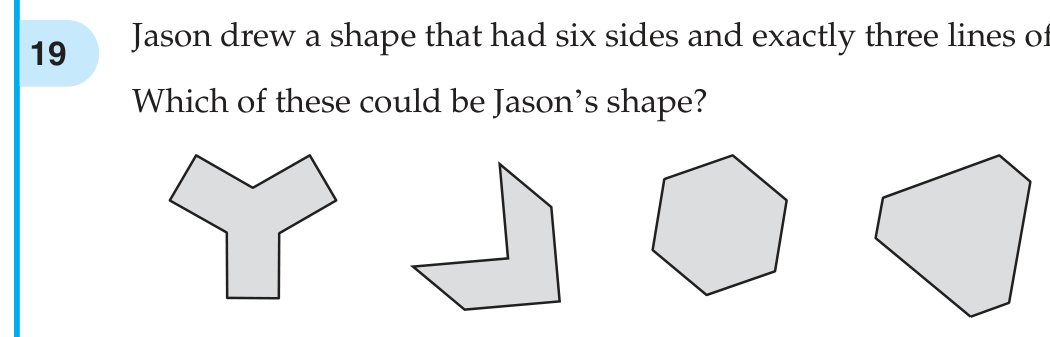 19
Jason drew a shape that had six sides and exactly three lines of
Which of these could be Jason's shape?